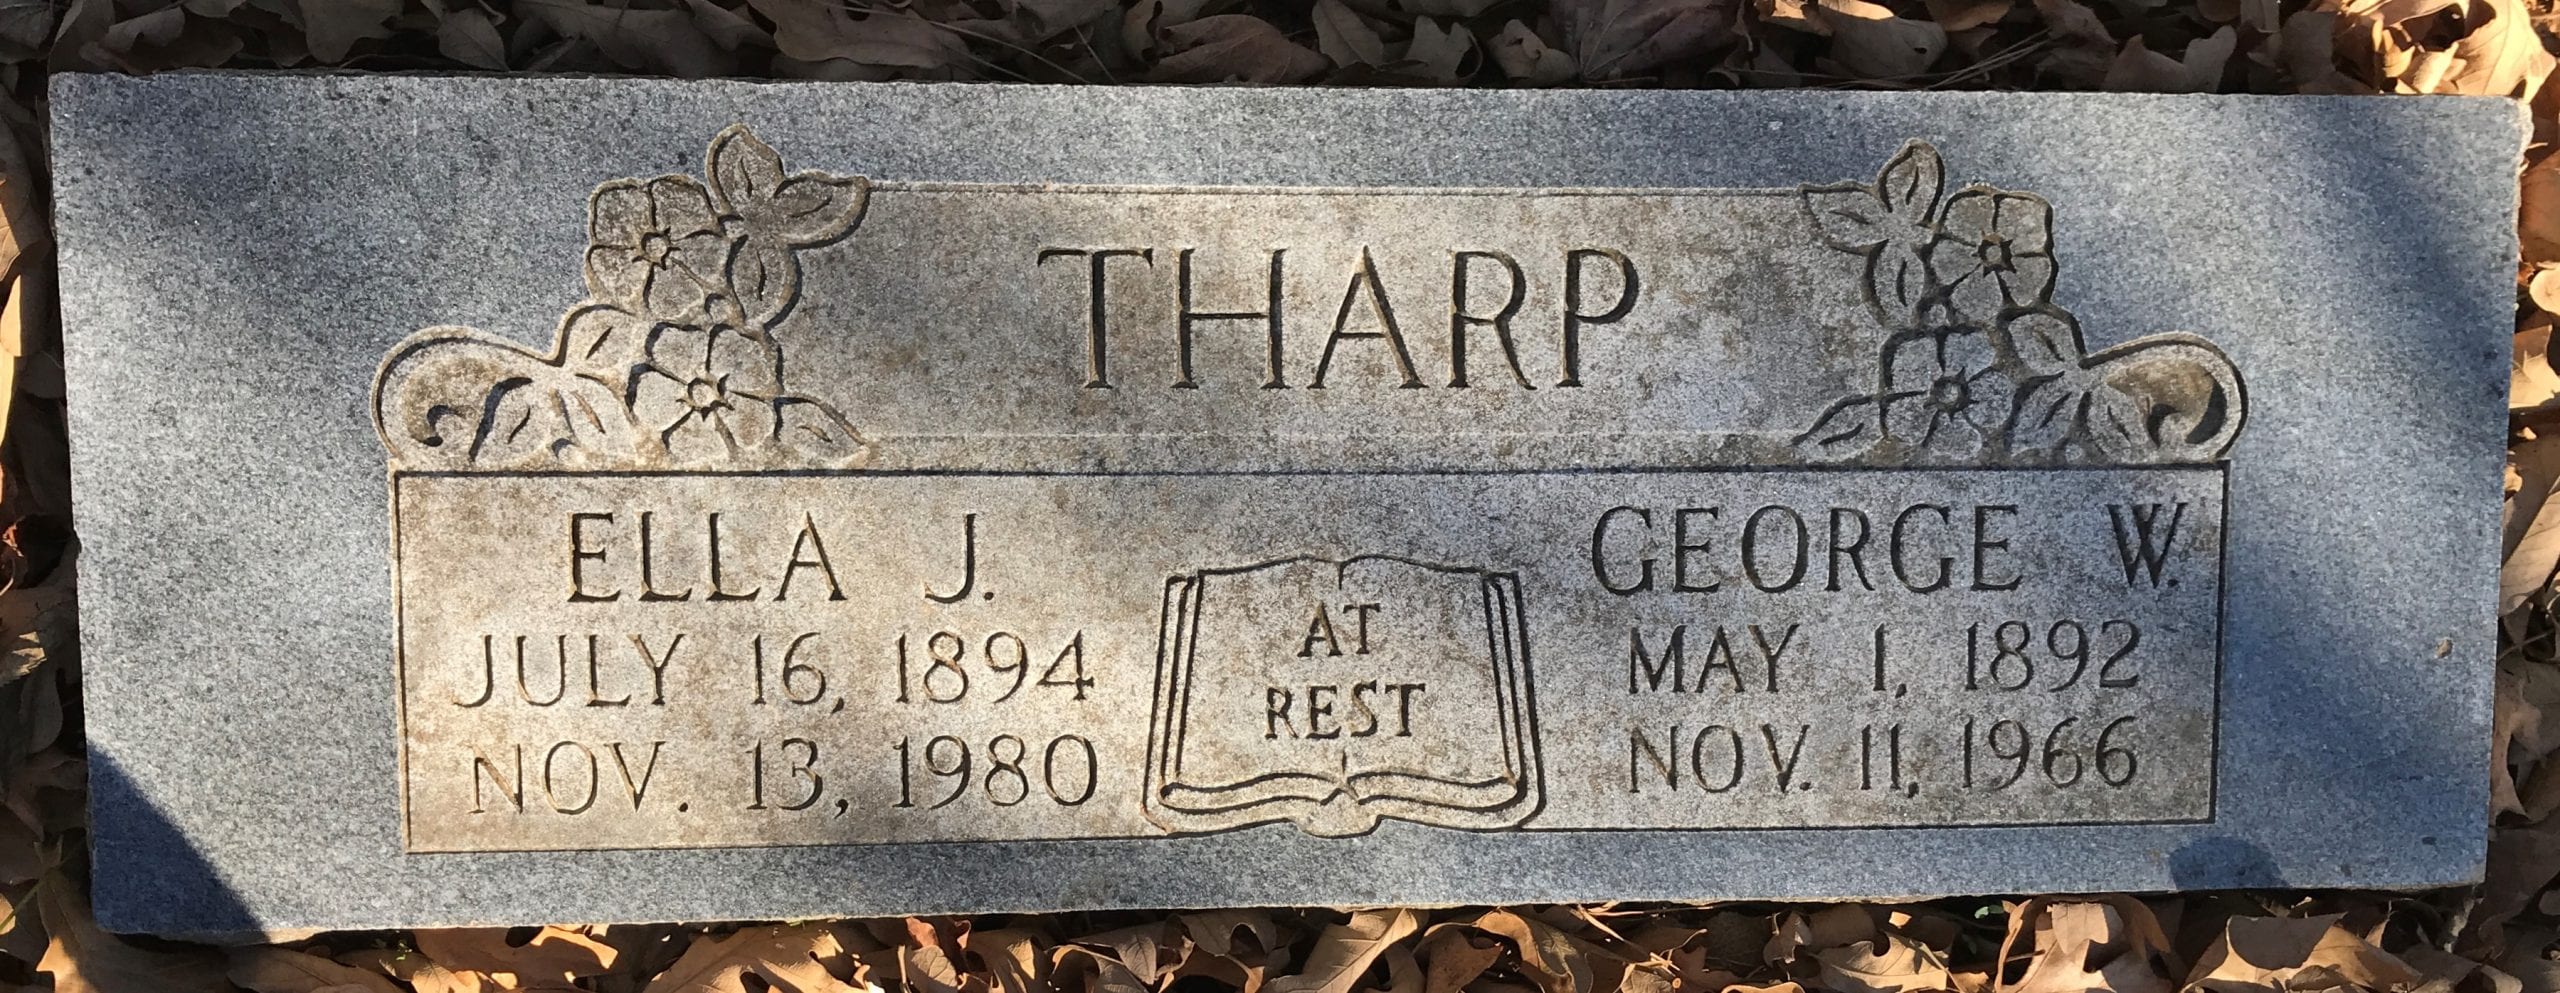 THARP
ELLA J.
JULY 16, 1894
NOV. 13, 1980
AT
REST
GEORGE W.
MAY 1, 1892
NOV. 11, 1966